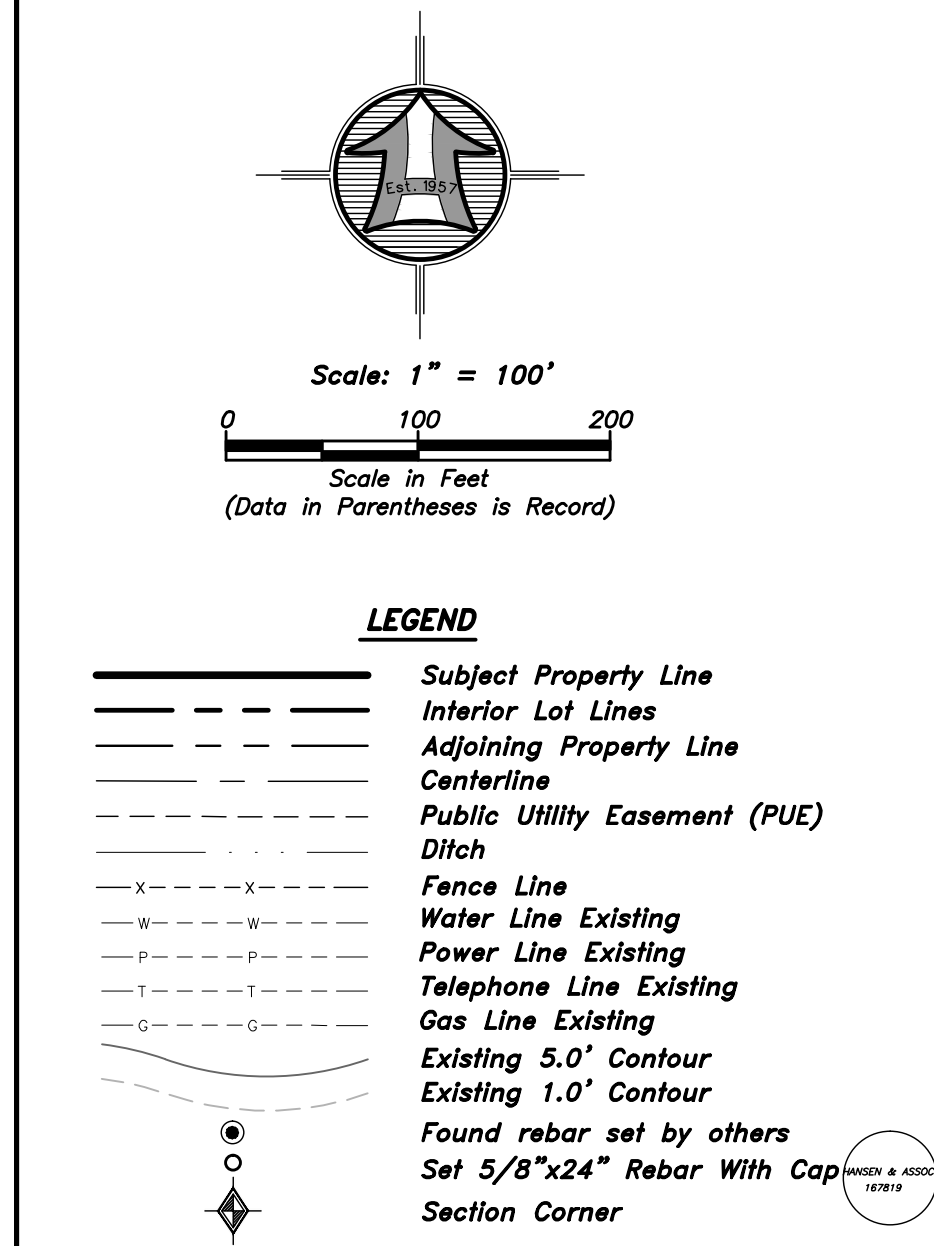 Est. 1957
Scale: 1" = 100'
0 100 200
Scale in Feet
(Data in Parentheses is Record)
LEGEND
Subject Property Line
Interior Lot Lines
Adjoining Property Line
Centerline
Public Utility Easement (PUE)
Ditch
X X Fence Line
W W Water Line Existing
P P Power Line Existing
T T Telephone Line Existing
G G Gas Line Existing
Existing 5.0' Contour
Existing 1.0' Contour
Found rebar set by others
Set 5/8"x24" Rebar With Cap
HANSEN & ASSOC
167819
Section Corner